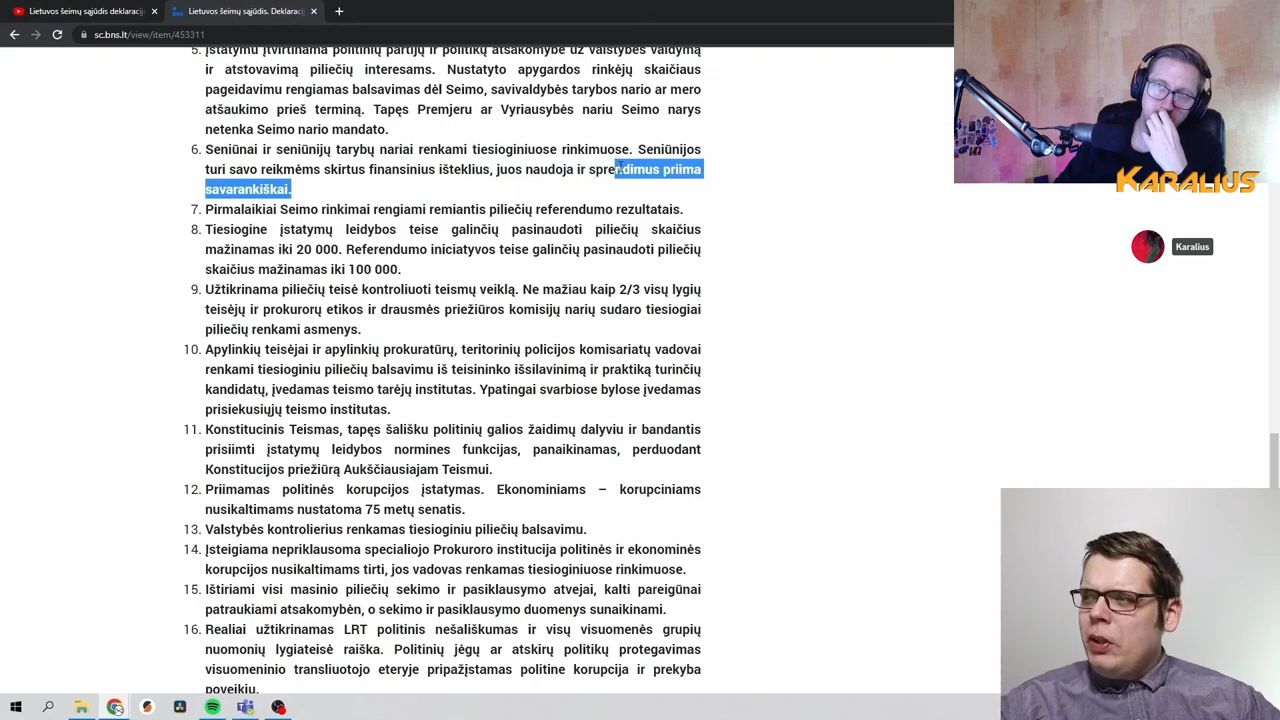 Lietuvos šeimų sąjūdis deklaracij
Lietuvos šeimų sąjūdis. Deklaracij
sc.bns.lt/view/item/453311
5. Įstatymu įtvirtinama politinių partijų ir politikų atsakomybė už valstybės valdymą
ir atstovavimą piliečių interesams. Nustatyto apygardos rinkėjų skaičiaus
pageidavimu rengiamas balsavimas dėl Seimo, savivaldybės tarybos nario ar mero
atšaukimo prieš terminą. Tapęs Premjeru ar Vyriausybės nariu Seimo narys
netenka Seimo nario mandato.
6. Seniūnai ir seniūnijų tarybų nariai renkami tiesioginiuose rinkimuose. Seniūnijos
turi savo reikmėms skirtus finansinius išteklius, juos naudoja ir sprendimus priima
savarankiškai.
7. Pirmalaikiai Seimo rinkimai rengiami remiantis piliečių referendumo rezultatais.
8. Tiesiogine įstatymų leidybos teise galinčių pasinaudoti piliečių skaičius
mažinamas iki 20 000. Referendumo iniciatyvos teise galinčių pasinaudoti piliečių
skaičius mažinamas iki 100 000.
9. Užtikrinama piliečių teisė kontroliuoti teismų veiklą. Ne mažiau kaip 2/3 visų lygių
teisėjų ir prokurorų etikos ir drausmės priežiūros komisijų narių sudaro tiesiogiai
piliečių renkami asmenys.
10. Apylinkių teisėjai ir apylinkių prokuratūrų, teritorinių policijos komisariatų vadovai
renkami tiesioginiu piliečių balsavimu iš teisininko išsilavinimą ir praktiką turinčių
kandidatų, įvedamas teismo tarėjų institutas. Ypatingai svarbiose bylose įvedamas
prisiekusiųjų teismo institutas.
11. Konstitucinis Teismas, tapęs šališku politinių galios žaidimų dalyviu ir bandantis
prisiimti įstatymų leidybos normines funkcijas, panaikinamas, perduodant
Konstitucijos priežiūrą Aukščiausiajam Teismui.
12. Priimamas politinės korupcijos įstatymas. Ekonominiams – korupciniams
nusikaltimams nustatoma 75 metų senatis.
13. Valstybės kontrolierius renkamas tiesioginiu piliečių balsavimu.
14. Įsteigiama nepriklausoma specialiojo Prokuroro institucija politinės ir ekonominės
korupcijos nusikaltimams tirti, jos vadovas renkamas tiesioginiuose rinkimuose.
15. Ištiriami visi masinio piliečių sekimo ir pasiklausymo atvejai, kalti pareigūnai
patraukiami atsakomybėn, o sekimo ir pasiklausymo duomenys sunaikinami.
16. Realiai užtikrinamas LRT politinis nešališkumas ir visų visuomenės grupių
nuomonių lygiateisė raiška. Politinių jėgų ar atskirų politikų protegavimas
visuomeninio transliuotojo eteryje pripažįstamas politine korupcija ir prekyba
poveikiu.
KARALIUS
Karalius